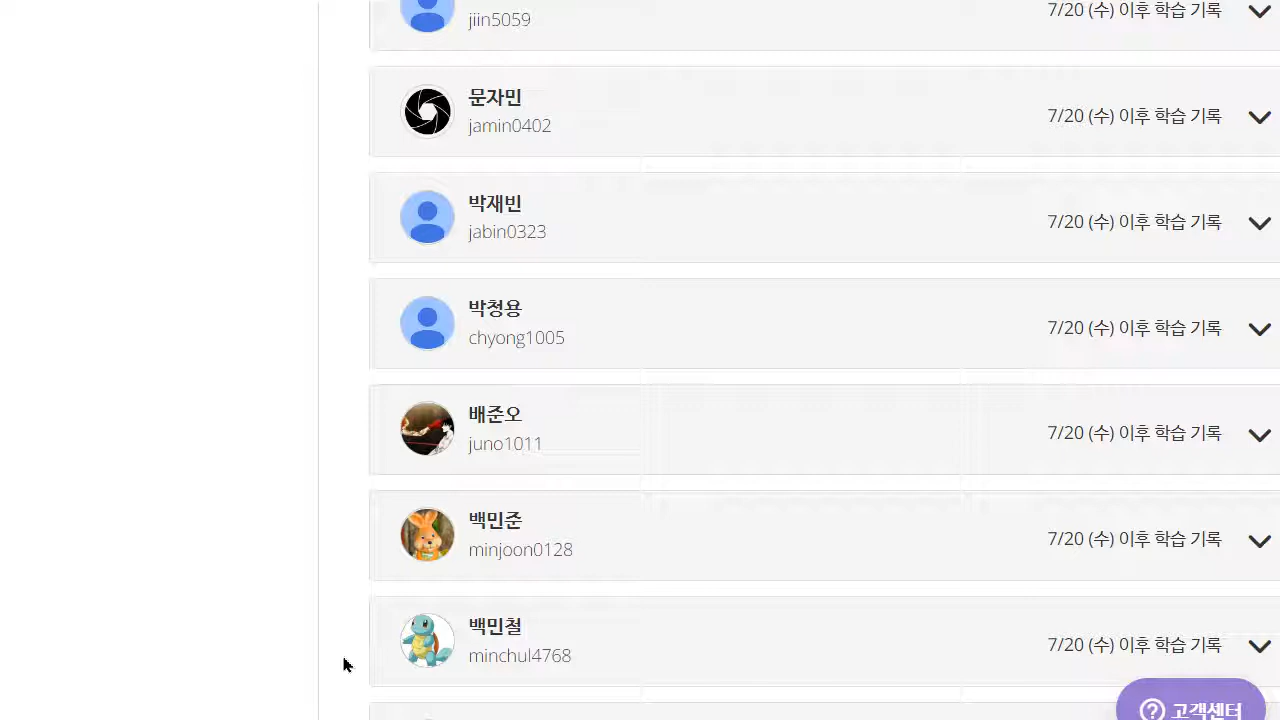 jiin5059
7/20 (수) 이후 학습 기록
문자민
jamin0402
7/20 (수) 이후 학습 기록
박재빈
jabin0323
7/20 (수) 이후 학습 기록
박청용
chyong1005
7/20 (수) 이후 학습 기록
배준오
juno1011
7/20 (수) 이후 학습 기록
백민준
minjoon0128
7/20 (수) 이후 학습 기록
백민철
minchul4768
7/20 (수) 이후 학습 기록
고객센터